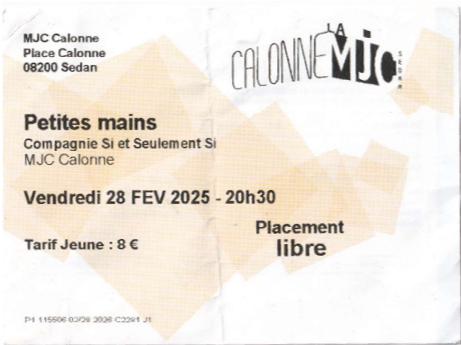 MJC Calonne
Place Calonne
08200 Sedan
LA
CALONNE MJC
SEDAN
Petites mains
Compagnie Si et Seulement Si
MJC Calonne
Vendredi 28 FEV 2025 - 20h30
Placement
libre
Tarif Jeune : 8 €